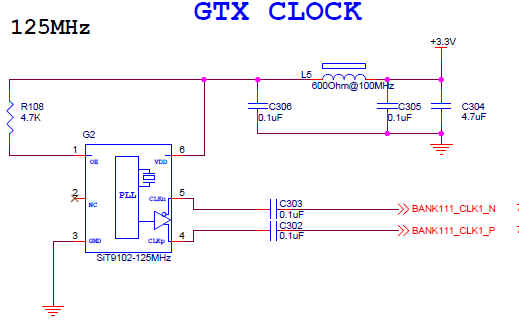 GTX CLOCK
125MHz
+3.3V
L5
600Ohm@100MHz
R108
4.7K
C306
0.1uF
C305
0.1uF
C304
4.7uF
G2
1
OE
VDD
6
2
NC
PLL
CLKn
5
3
GND
CLKp
4
SiT9102-125MHz
C303
0.1uF
BANK111_CLK1_N
C302
0.1uF
BANK111_CLK1_P